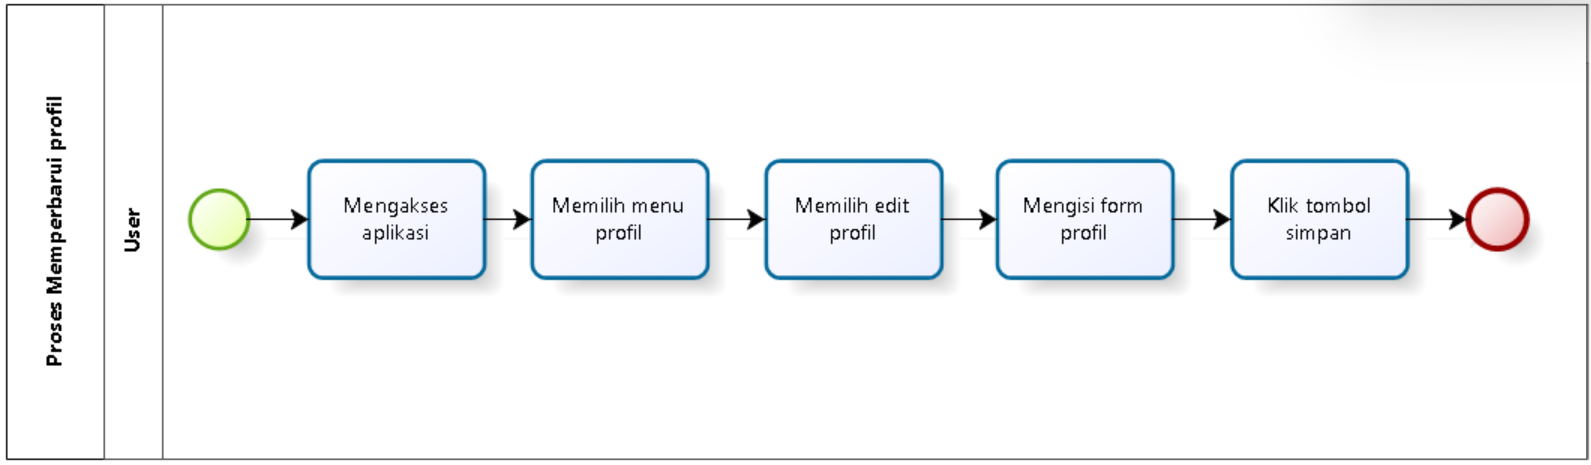 Proses Memperbarui profil
User
Mengakses
aplikasi
Memilih menu
profil
Memilih edit
profil
Mengisi form
profil
Klik tombol
simpan